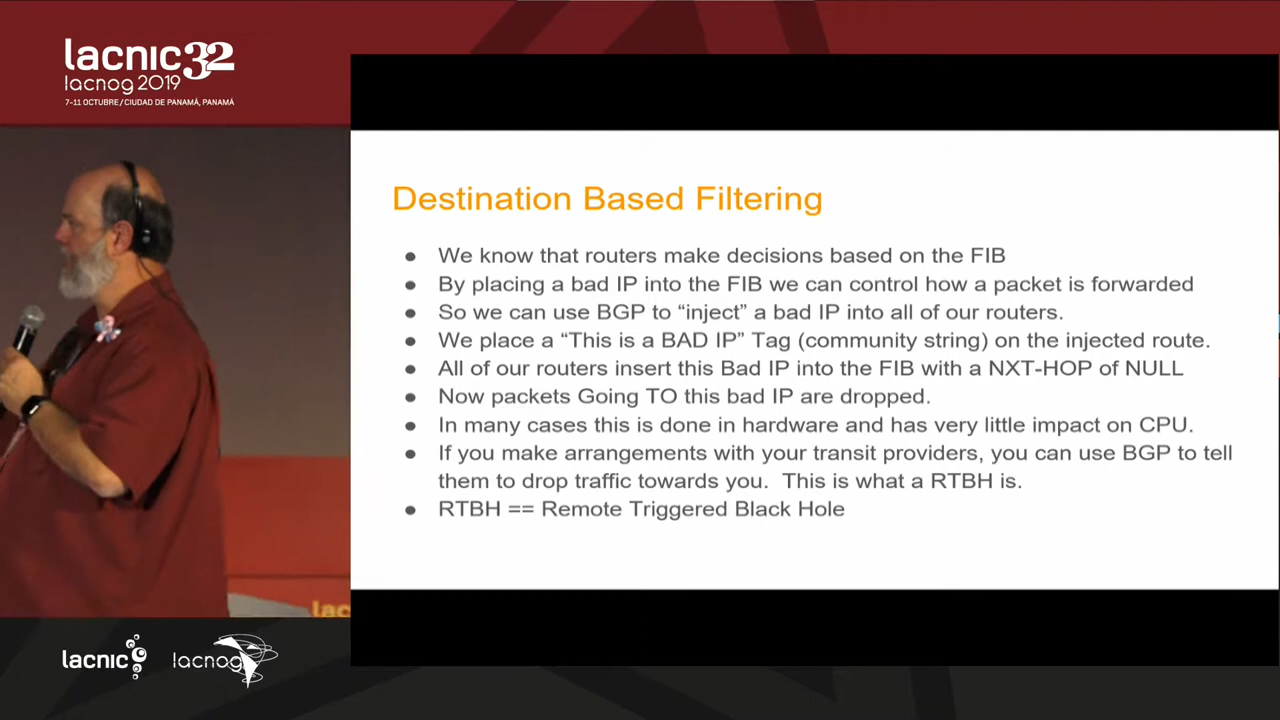 lacnic32
lacnog 2019
7-11 OCTUBRE / CIUDAD DE PANAMÁ, PANAMÁ
Destination Based Filtering
● We know that routers make decisions based on the FIB
● By placing a bad IP into the FIB we can control how a packet is forwarded
● So we can use BGP to “inject” a bad IP into all of our routers.
● We place a “This is a BAD IP” Tag (community string) on the injected route.
● All of our routers insert this Bad IP into the FIB with a NXT-HOP of NULL
● Now packets Going TO this bad IP are dropped.
● In many cases this is done in hardware and has very little impact on CPU.
● If you make arrangements with your transit providers, you can use BGP to tell
them to drop traffic towards you.  This is what a RTBH is.
● RTBH == Remote Triggered Black Hole
lac
lacnic
lacnog